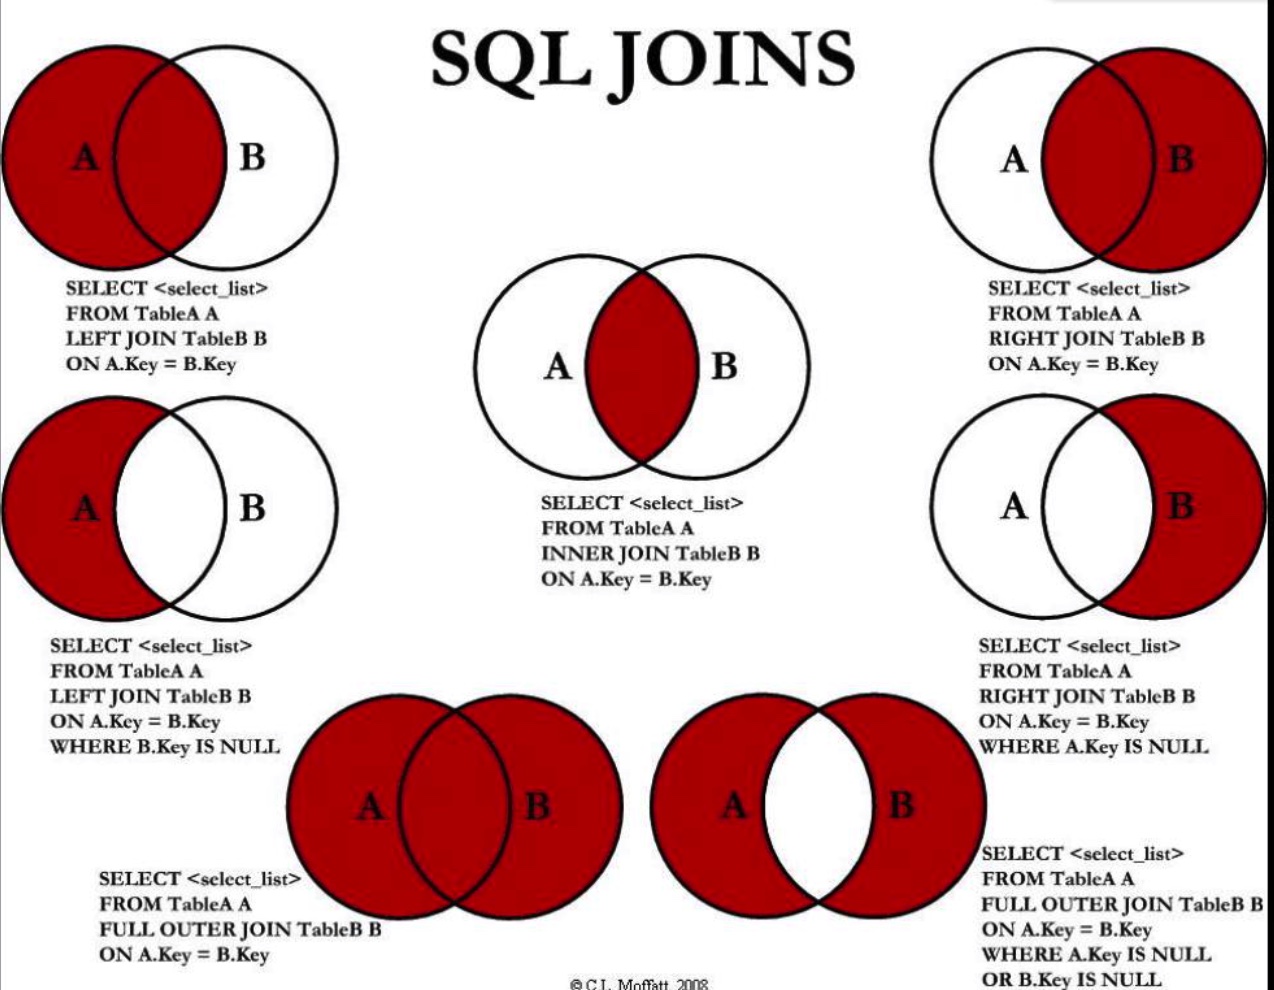 SQL JOINS
A B
SELECT <select_list>
FROM TableA A
LEFT JOIN TableB B
ON A.Key = B.Key
A B
SELECT <select_list>
FROM TableA A
RIGHT JOIN TableB B
ON A.Key = B.Key
A B
SELECT <select_list>
FROM TableA A
INNER JOIN TableB B
ON A.Key = B.Key
A B
SELECT <select_list>
FROM TableA A
LEFT JOIN TableB B
ON A.Key = B.Key
WHERE B.Key IS NULL
A B
SELECT <select_list>
FROM TableA A
RIGHT JOIN TableB B
ON A.Key = B.Key
WHERE A.Key IS NULL
A B
SELECT <select_list>
FROM TableA A
FULL OUTER JOIN TableB B
ON A.Key = B.Key
A B
SELECT <select_list>
FROM TableA A
FULL OUTER JOIN TableB B
ON A.Key = B.Key
WHERE A.Key IS NULL
OR B.Key IS NULL
© C.L. Moffatt, 2008